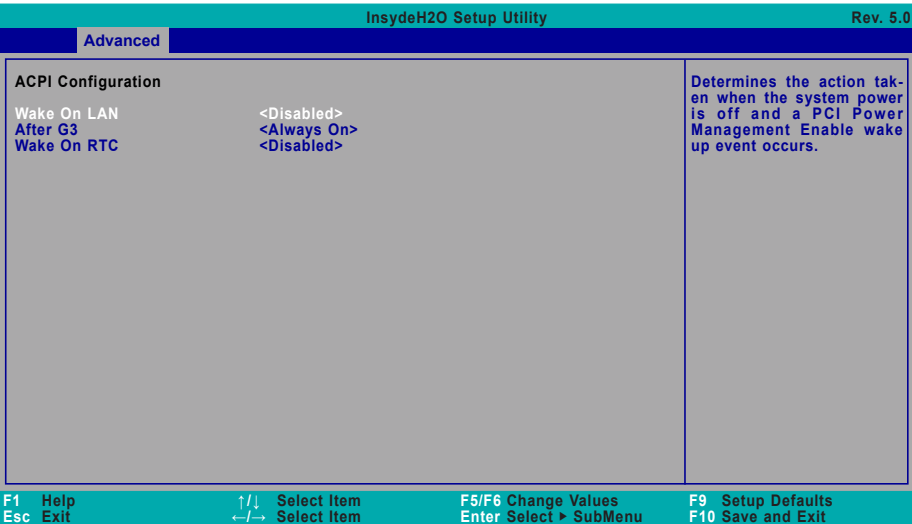 InsydeH2O Setup Utility Rev. 5.0
Advanced
ACPI Configuration
Wake On LAN <Disabled>
After G3 <Always On>
Wake On RTC <Disabled>
Determines the action tak-
en when the system power
is off and a PCI Power
Management Enable wake
up event occurs.
F1 Help ↑/↓ Select Item F5/F6 Change Values F9 Setup Defaults
Esc Exit ←/→ Select Item Enter Select ▶ SubMenu F10 Save and Exit